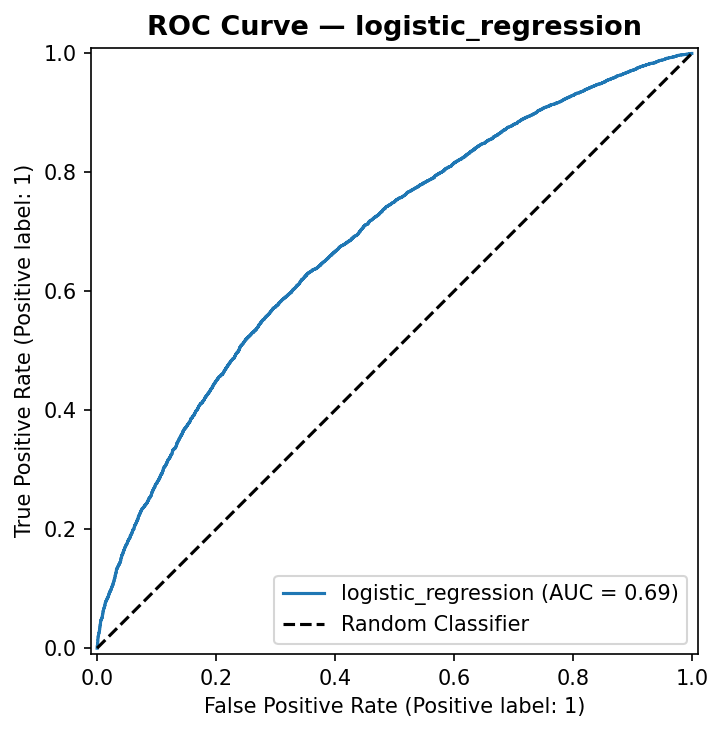 ROC Curve — logistic_regression
1.0
0.8
0.6
0.4
0.2
0.0
True Positive Rate (Positive label: 1)
logistic_regression (AUC = 0.69)
Random Classifier
0.0 0.2 0.4 0.6 0.8 1.0
False Positive Rate (Positive label: 1)